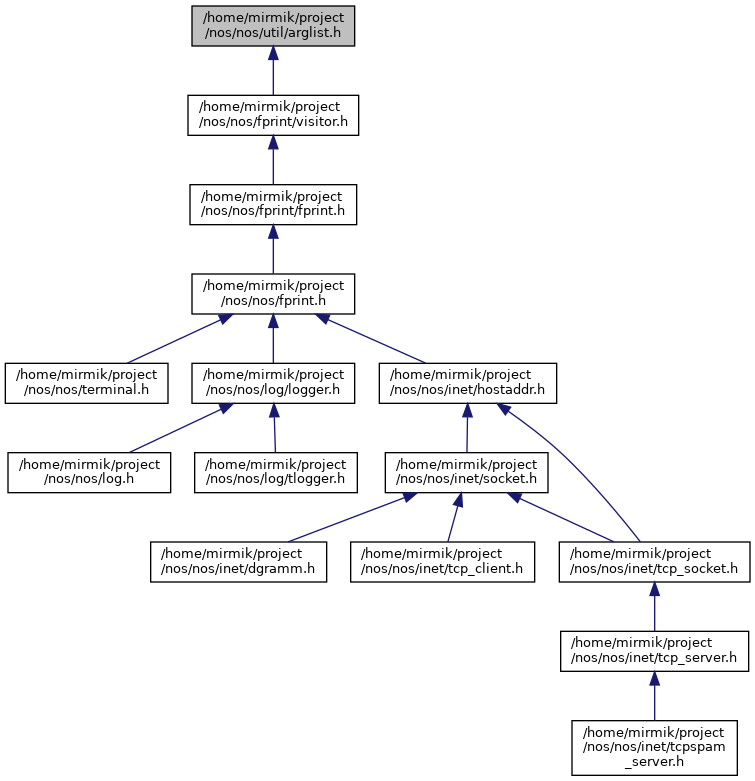 /home/mirmik/project
/nos/nos/util/arglist.h
/home/mirmik/project
/nos/nos/fprint/visitor.h
/home/mirmik/project
/nos/nos/fprint/fprint.h
/home/mirmik/project
/nos/nos/fprint.h
/home/mirmik/project
/nos/nos/terminal.h
/home/mirmik/project
/nos/nos/log/logger.h
/home/mirmik/project
/nos/nos/inet/hostaddr.h
/home/mirmik/project
/nos/nos/log.h
/home/mirmik/project
/nos/nos/log/tlogger.h
/home/mirmik/project
/nos/nos/inet/socket.h
/home/mirmik/project
/nos/nos/inet/dgramm.h
/home/mirmik/project
/nos/nos/inet/tcp_client.h
/home/mirmik/project
/nos/nos/inet/tcp_socket.h
/home/mirmik/project
/nos/nos/inet/tcp_server.h
/home/mirmik/project
/nos/nos/inet/tcpspam
_server.h